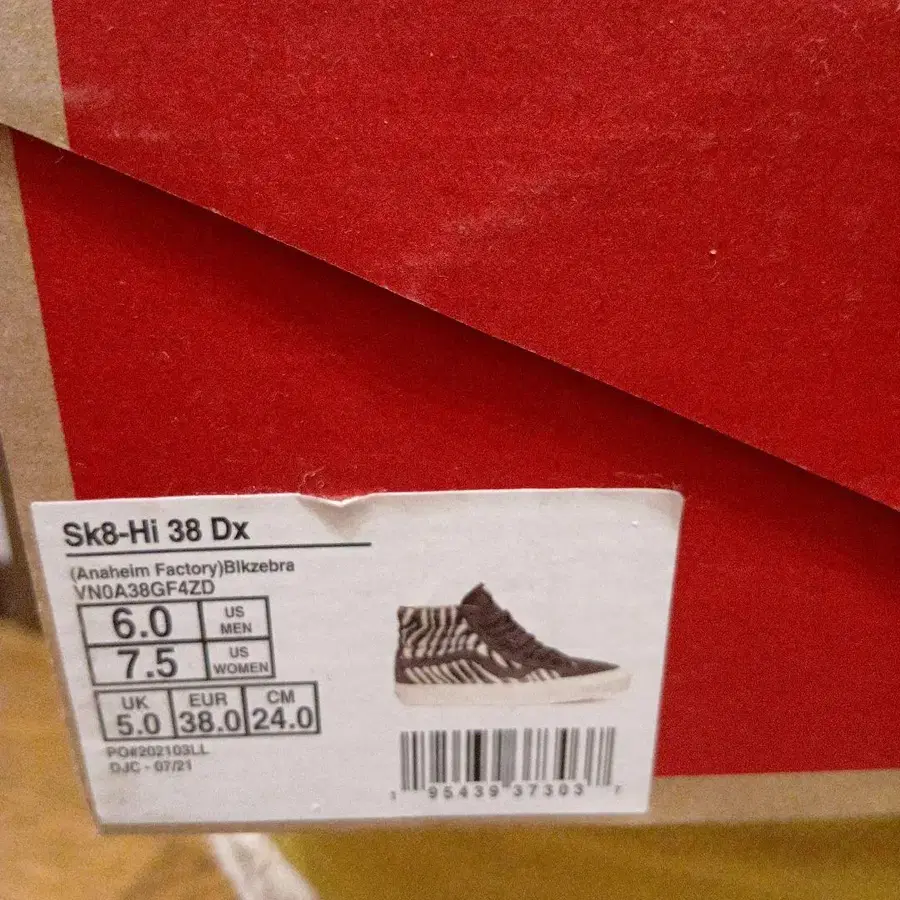 Sk8-Hi 38 Dx
(Anaheim Factory)Blkzebra
VN0A38GF4ZD
6.0 US MEN
7.5 US WOMEN
UK EUR CM
5.0 38.0 24.0
PO#202103LL
DJC - 07/21
1 95439 37303 7